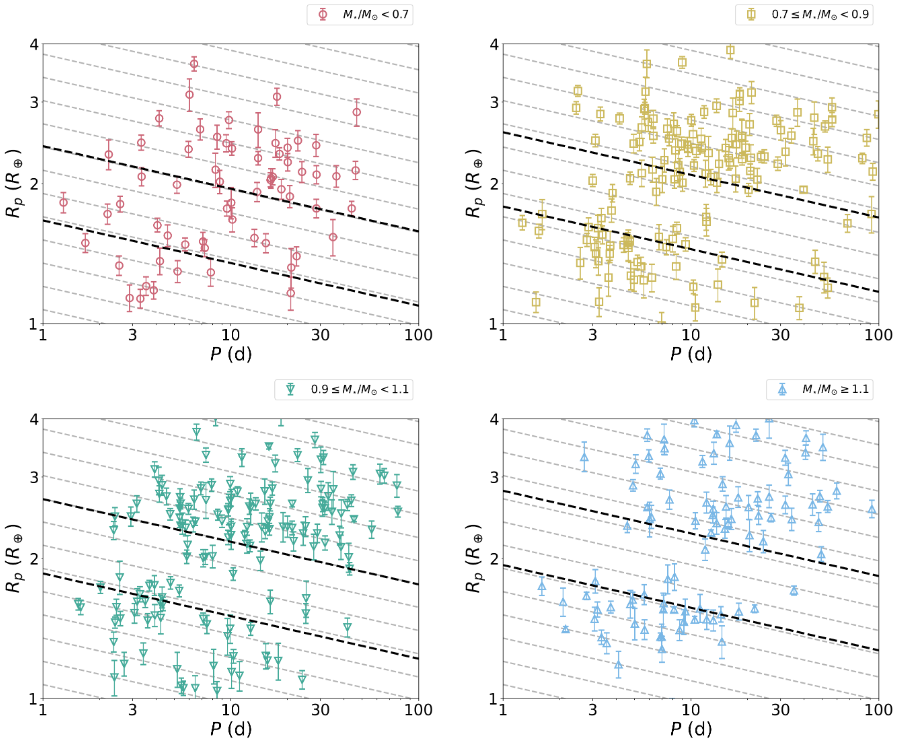 M⋆/M⊙ < 0.7
0.7 ≤ M⋆/M⊙ < 0.9
4
3
2
1
Rp (R⊕)
1 3 10 30 100
P (d)
4
3
2
1
Rp (R⊕)
1 3 10 30 100
P (d)
0.9 ≤ M⋆/M⊙ < 1.1
M⋆/M⊙ ≥ 1.1
4
3
2
1
Rp (R⊕)
1 3 10 30 100
P (d)
4
3
2
1
Rp (R⊕)
1 3 10 30 100
P (d)